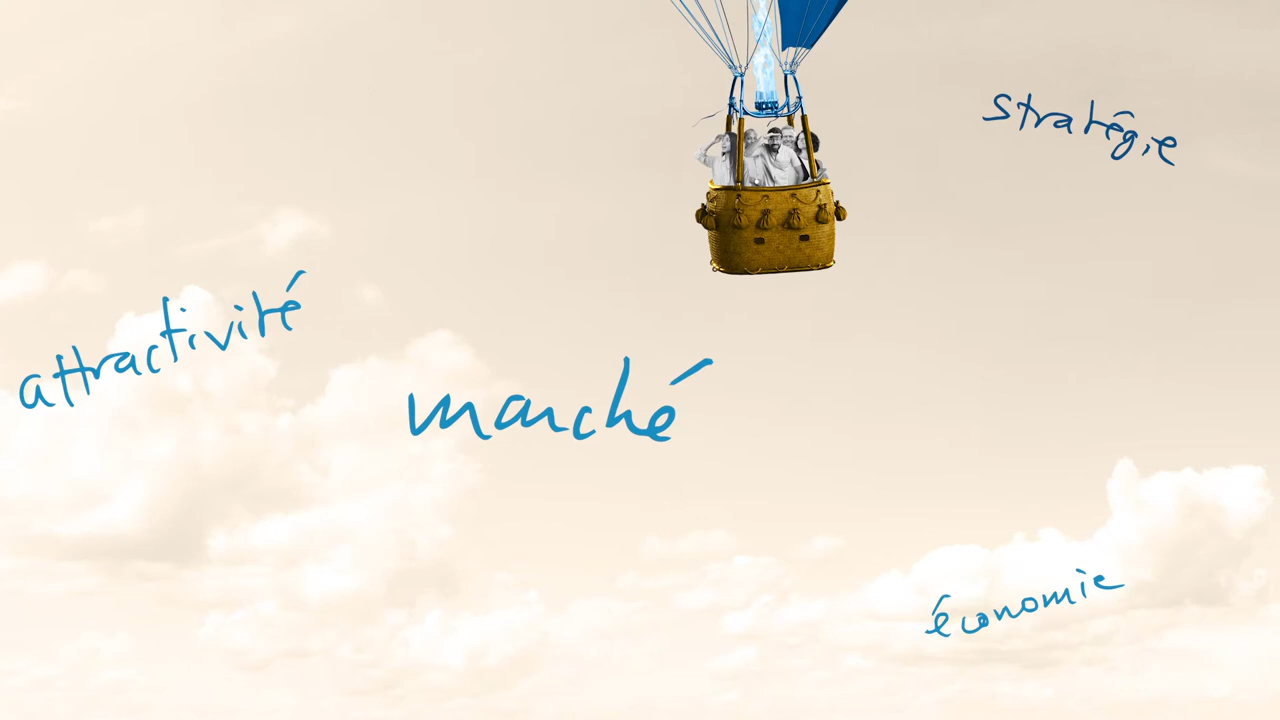 stratégie
attractivité
marché
économie